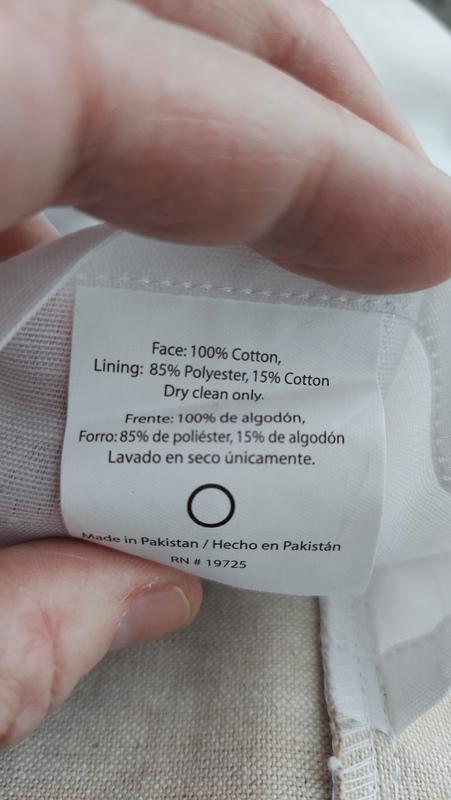 Face: 100% Cotton,
Lining: 85% Polyester, 15% Cotton
Dry clean only.
Frente: 100% de algodón,
Forro: 85% de poliéster, 15% de algodón
Lavado en seco únicamente.
Made in Pakistan / Hecho en Pakistán
RN # 19725